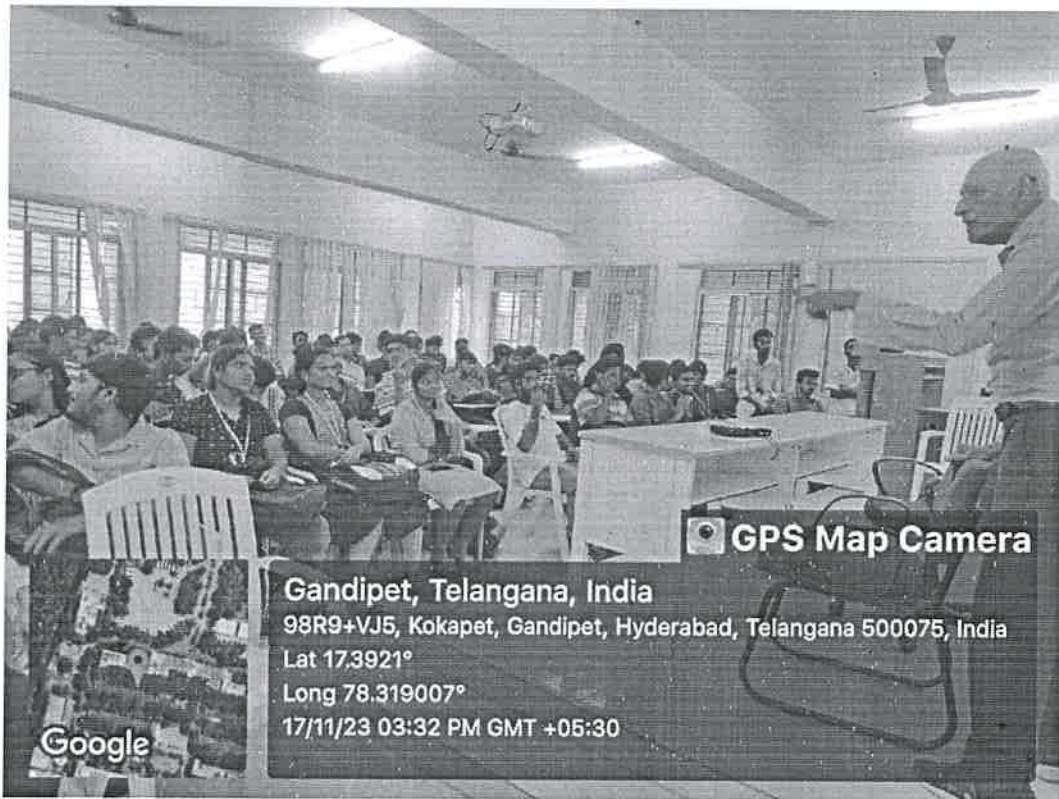 GPS Map Camera
Gandipet, Telangana, India
98R9+VJ5, Kokapet, Gandipet, Hyderabad, Telangana 500075, India
Lat 17.3921°
Long 78.319007°
17/11/23 03:32 PM GMT +05:30
Google